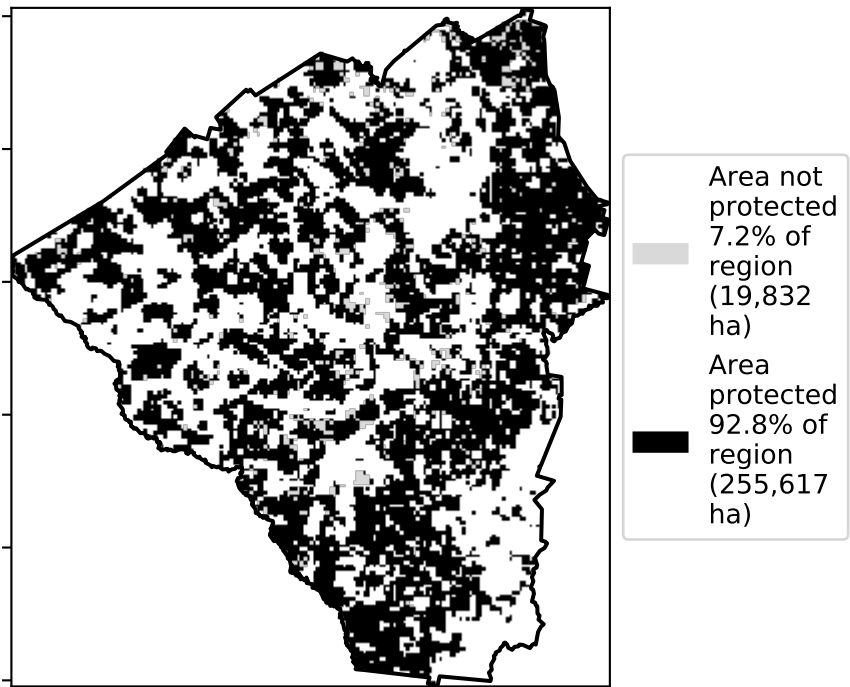 Area not
protected
7.2% of
region
(19,832
ha)
Area
protected
92.8% of
region
(255,617
ha)